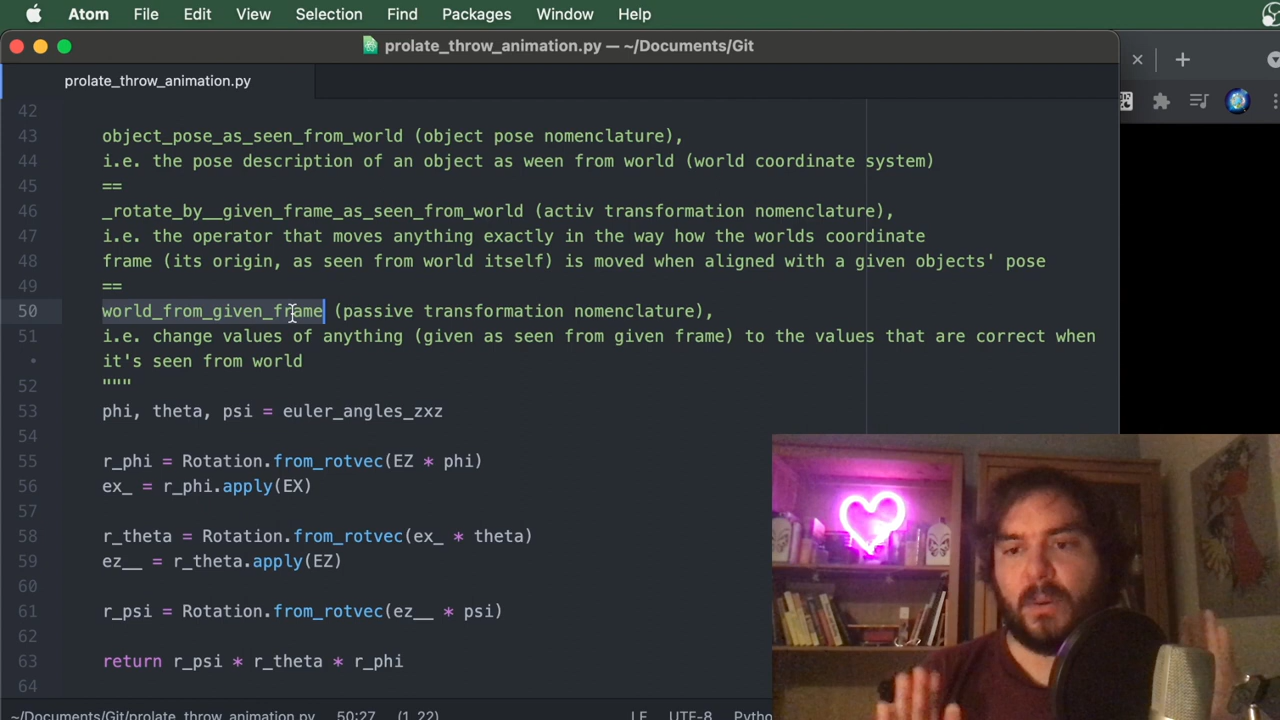 Atom File Edit View Selection Find Packages Window Help
prolate_throw_animation.py — ~/Documents/Git
prolate_throw_animation.py
42
43 object_pose_as_seen_from_world (object pose nomenclature),
44 i.e. the pose description of an object as ween from world (world coordinate system)
45 ==
46 _rotate_by__given_frame_as_seen_from_world (activ transformation nomenclature),
47 i.e. the operator that moves anything exactly in the way how the worlds coordinate
48 frame (its origin, as seen from world itself) is moved when aligned with a given objects' pose
49 ==
50 world_from_given_frame (passive transformation nomenclature),
51 i.e. change values of anything (given as seen from given frame) to the values that are correct when
• it's seen from world
52 """
53 phi, theta, psi = euler_angles_zxz
54
55 r_phi = Rotation.from_rotvec(EZ * phi)
56 ex_ = r_phi.apply(EX)
57
58 r_theta = Rotation.from_rotvec(ex_ * theta)
59 ez__ = r_theta.apply(EZ)
60
61 r_psi = Rotation.from_rotvec(ez__ * psi)
62
63 return r_psi * r_theta * r_phi
64
~/Documents/Git/prolate_throw_animation.py 50:27 (1, 22) LF UTF-8 Python